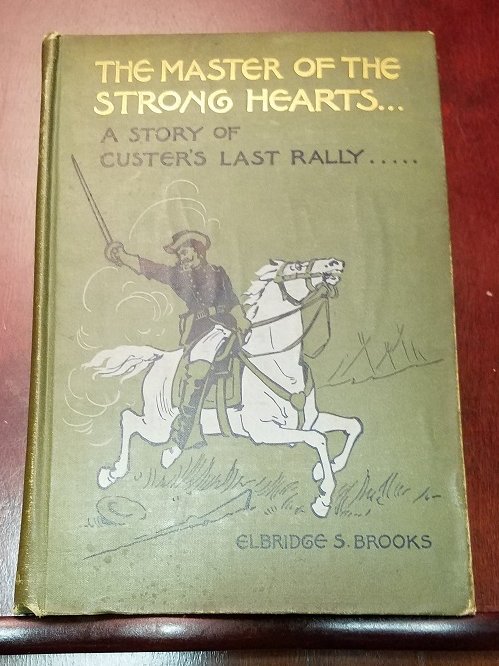 THE MASTER OF THE
STRONG HEARTS...
A STORY OF
CUSTER'S LAST RALLY.....
ELBRIDGE S. BROOKS